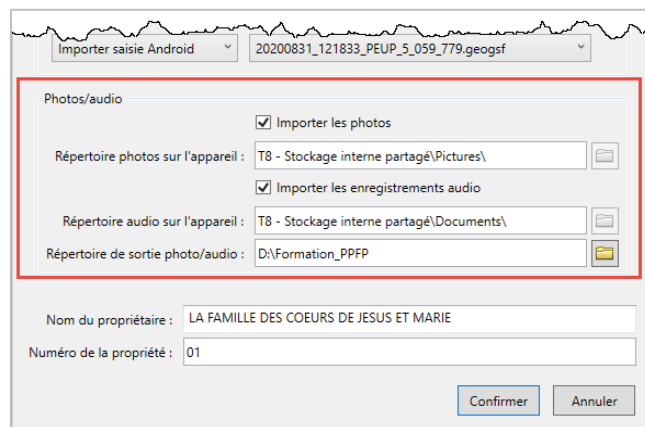 Importer saisie Android 20200831_121833_PEUP_5_059_779.geogsf
Photos/audio
Importer les photos
Répertoire photos sur l'appareil : T8 - Stockage interne partagé\Pictures\
Importer les enregistrements audio
Répertoire audio sur l'appareil : T8 - Stockage interne partagé\Documents\
Répertoire de sortie photo/audio : D:\Formation_PPFP
Nom du propriétaire : LA FAMILLE DES COEURS DE JESUS ET MARIE
Numéro de la propriété : 01
Confirmer Annuler